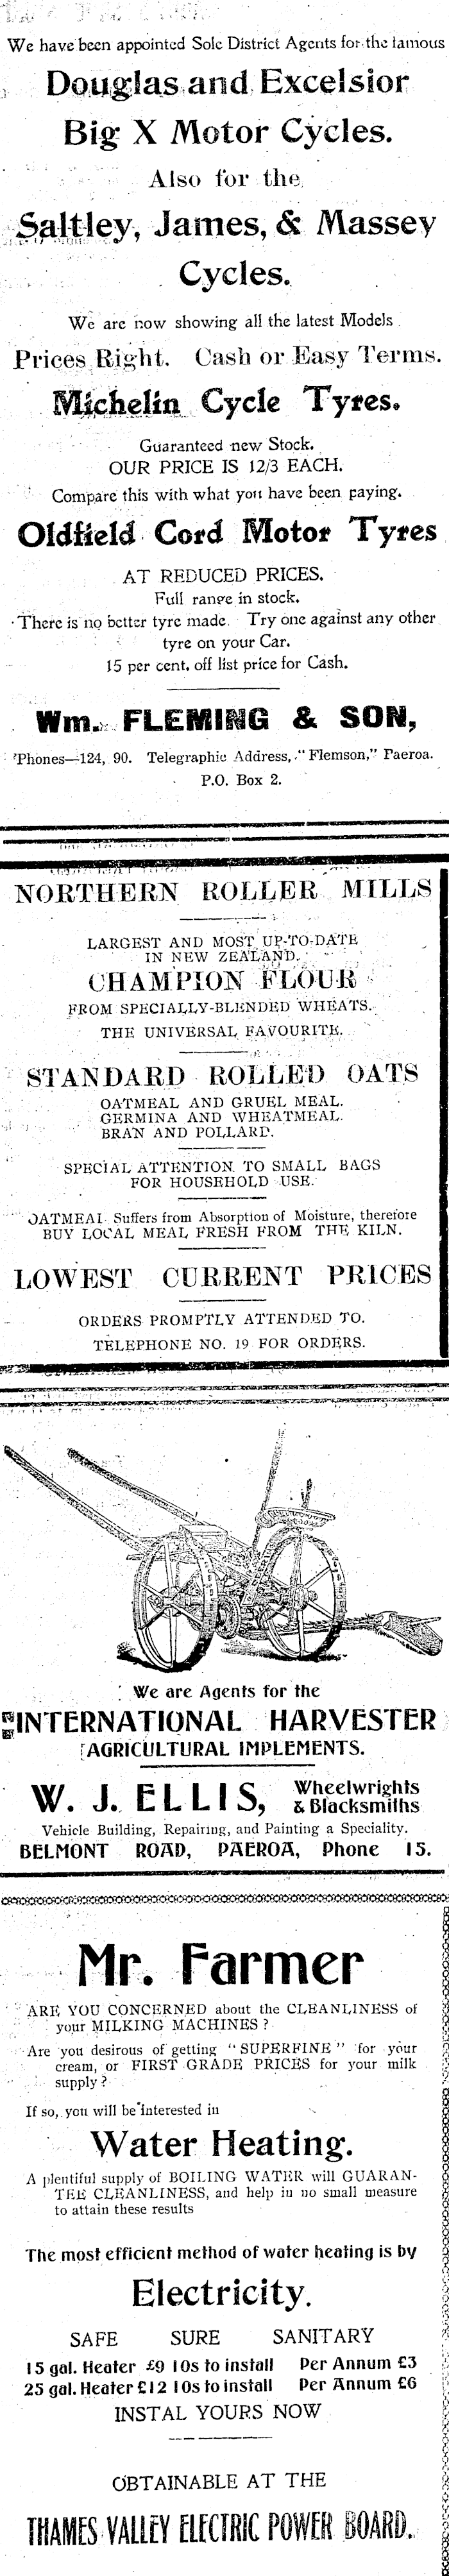 We have been appointed Sole District Agents for the famous
Douglas and Excelsior
Big X Motor Cycles.
Also for the
Saltley, James, & Massey
Cycles.
We are now showing all the latest Models
Prices Right. Cash or Easy Terms.
Michelin Cycle Tyres.
Guaranteed new Stock.
OUR PRICE IS 12/3 EACH.
Compare this with what you have been paying.
Oldfield Cord Motor Tyres
AT REDUCED PRICES.
Full range in stock.
There is no better tyre made. Try one against any other
tyre on your Car.
15 per cent. off list price for Cash.
Wm. FLEMING & SON,
'Phones—124, 90. Telegraphic Address, "Flemson," Paeroa.
P.O. Box 2.
NORTHERN ROLLER MILLS
LARGEST AND MOST UP-TO-DATE
IN NEW ZEALAND.
CHAMPION FLOUR
FROM SPECIALLY-BLENDED WHEATS.
THE UNIVERSAL FAVOURITE.
STANDARD ROLLED OATS
OATMEAL AND GRUEL MEAL.
GERMINA AND WHEATMEAL.
BRAN AND POLLARD.
SPECIAL ATTENTION TO SMALL BAGS
FOR HOUSEHOLD USE.
OATMEAL Suffers from Absorption of Moisture, therefore
BUY LOCAL MEAL FRESH FROM THE KILN.
LOWEST CURRENT PRICES
ORDERS PROMPTLY ATTENDED TO.
TELEPHONE NO. 19 FOR ORDERS.
We are Agents for the
INTERNATIONAL HARVESTER
AGRICULTURAL IMPLEMENTS.
W. J. ELLIS, Wheelwrights
& Blacksmiths
Vehicle Building, Repairing, and Painting a Speciality.
BELMONT ROAD, PAEROA, Phone 15.
Mr. Farmer
ARE YOU CONCERNED about the CLEANLINESS of
your MILKING MACHINES ?
Are you desirous of getting "SUPERFINE" for your
cream, or FIRST GRADE PRICES for your milk
supply ?
If so, you will be interested in
Water Heating.
A plentiful supply of BOILING WATER will GUARAN-
TEE CLEANLINESS, and help in no small measure
to attain these results
The most efficient method of water heating is by
Electricity.
SAFE SURE SANITARY
15 gal. Heater £9 10s to install Per Annum £3
25 gal. Heater £12 10s to install Per Annum £6
INSTAL YOURS NOW
OBTAINABLE AT THE
THAMES VALLEY ELECTRIC POWER BOARD.